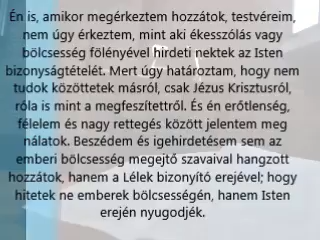 Én is, amikor megérkeztem hozzátok, testvéreim,
nem úgy érkeztem, mint aki ékesszólás vagy
bölcsesség fölényével hirdeti nektek az Isten
bizonyságtételét. Mert úgy határoztam, hogy nem
tudok közöttetek másról, csak Jézus Krisztusról,
róla is mint a megfeszítettről. És én erőtlenség,
félelem és nagy rettegés között jelentem meg
nálatok. Beszédem és igehirdetésem sem az
emberi bölcsesség megejtő szavaival hangzott
hozzátok, hanem a Lélek bizonyító erejével; hogy
hitetek ne emberek bölcsességén, hanem Isten
erején nyugodjék.